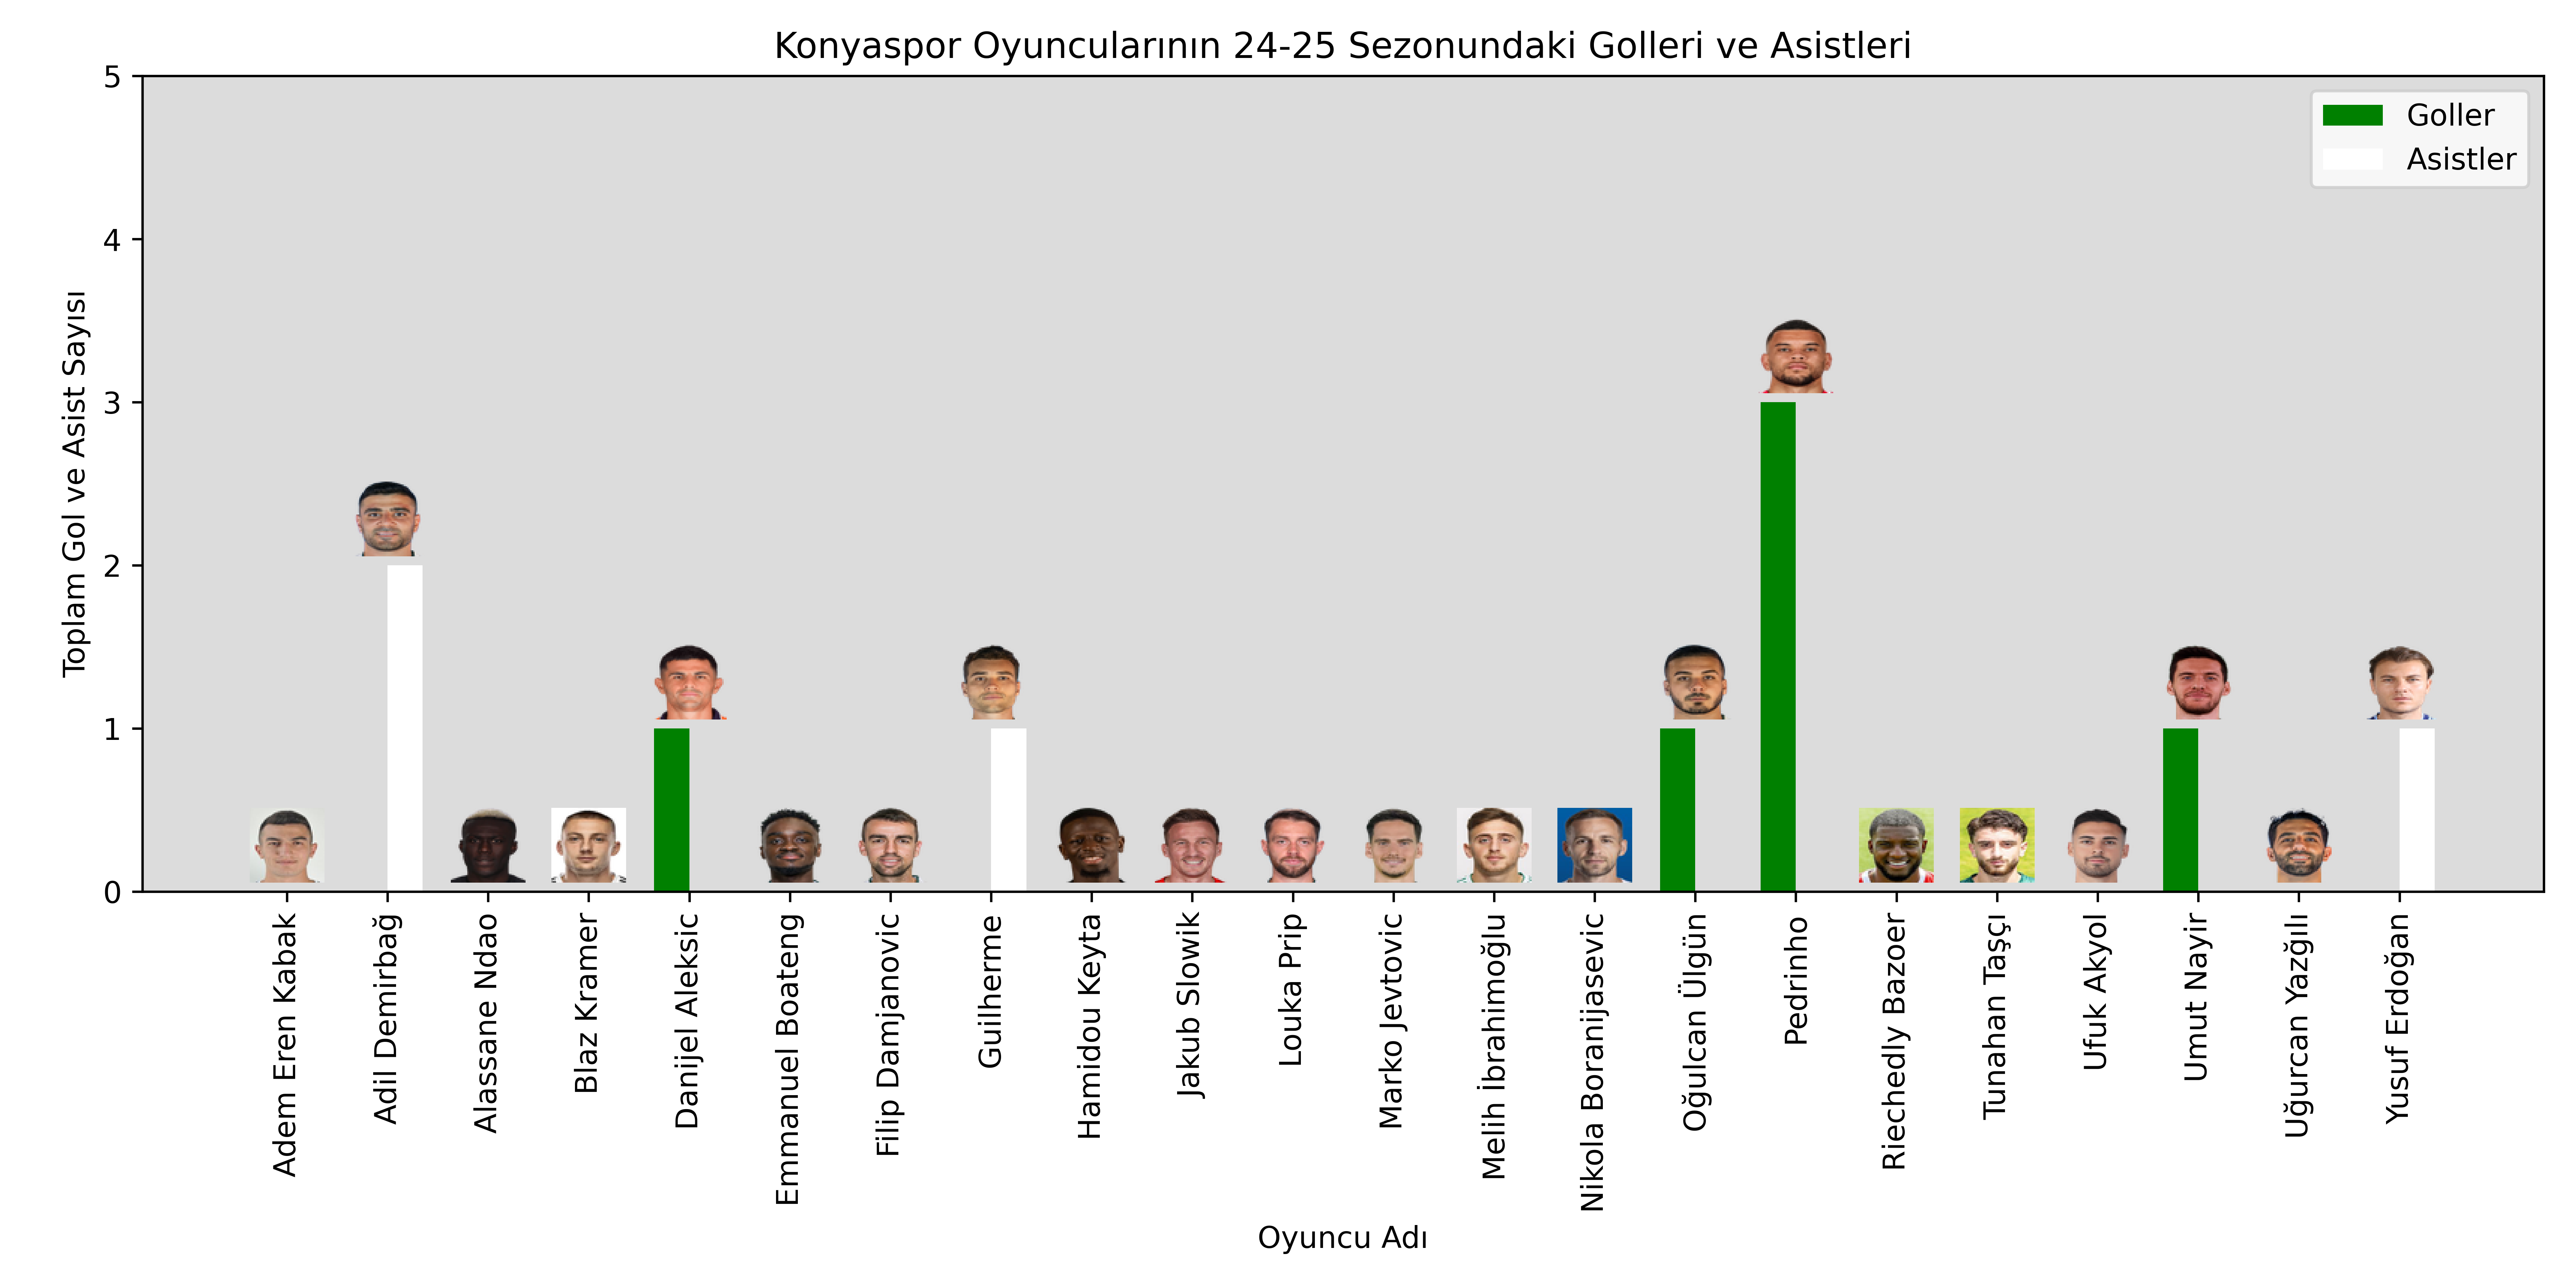 Konyaspor Oyuncularının 24-25 Sezonundaki Golleri ve Asistleri
Goller
Asistler
Toplam Gol ve Asist Sayısı
5
4
3
2
1
0
Adem Eren Kabak
Adil Demirbağ
Alassane Ndao
Blaz Kramer
Danijel Aleksic
Emmanuel Boateng
Filip Damjanovic
Guilherme
Hamidou Keyta
Jakub Slowik
Louka Prip
Marko Jevtovic
Melih İbrahimoğlu
Nikola Boranijasevic
Oğulcan Ülgün
Pedrinho
Riechedly Bazoer
Tunahan Taşçı
Ufuk Akyol
Umut Nayir
Uğurcan Yazğılı
Yusuf Erdoğan
Oyuncu Adı